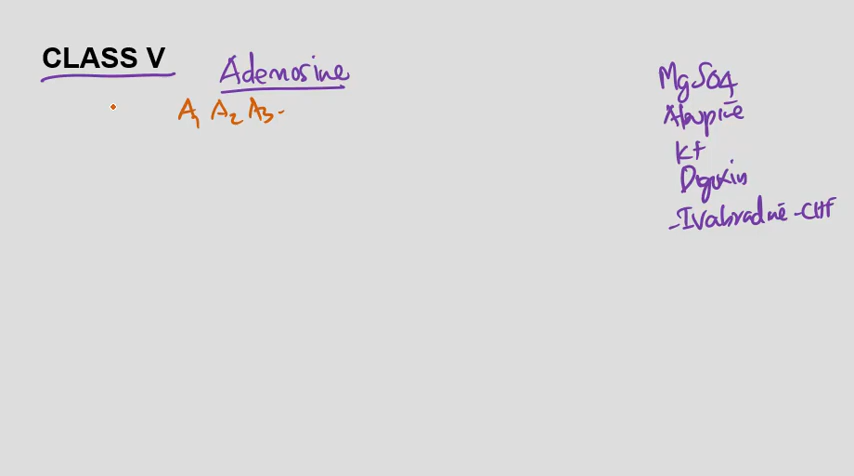 CLASS V
Adenosine
A1 A2 A3-
MgSO4
Atropine
K+
Digoxin
-Ivabradine -CHF